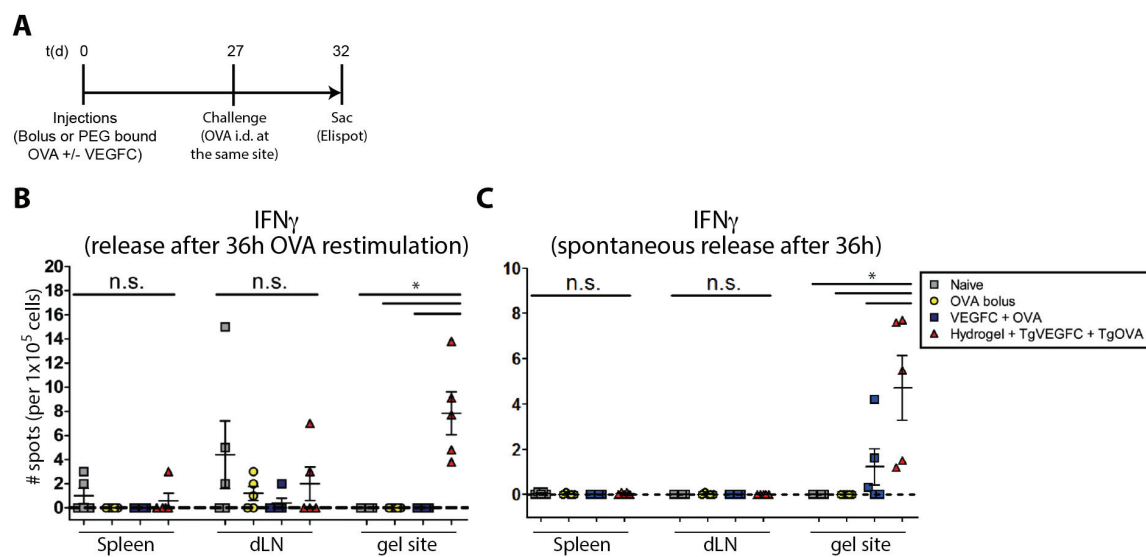 A
t(d) 0 27 32
Injections
(Bolus or PEG bound
OVA +/- VEGFC)
Challenge
(OVA i.d. at
the same site)
Sac
(Elispot)
B
IFNγ
(release after 36h OVA restimulation)
# spots (per 1x10⁵ cells)
20
18
16
14
12
10
8
6
4
2
0
n.s.
n.s.
*
Spleen
dLN
gel site
C
IFNγ
(spontaneous release after 36h)
10
8
6
4
2
0
n.s.
n.s.
*
Spleen
dLN
gel site
Naive
OVA bolus
VEGFC + OVA
Hydrogel + TgVEGFC + TgOVA